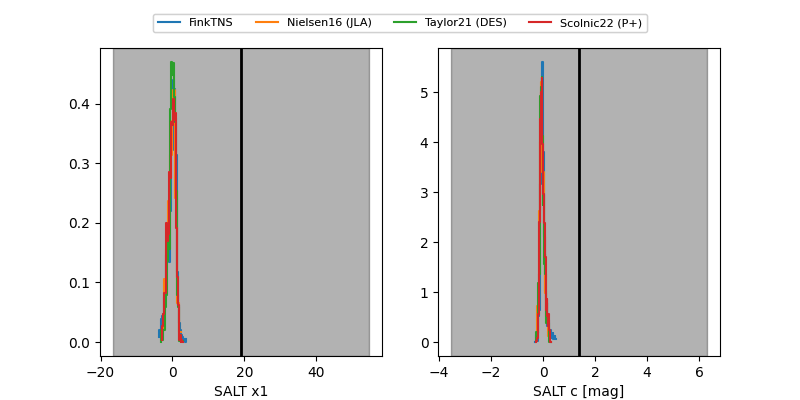 FinkTNS Nielsen16 (JLA) Taylor21 (DES) Scolnic22 (P+)
0.4
0.3
0.2
0.1
0.0
−20 0 20 40
SALT x1
5
4
3
2
1
0
−4 −2 0 2 4 6
SALT c [mag]